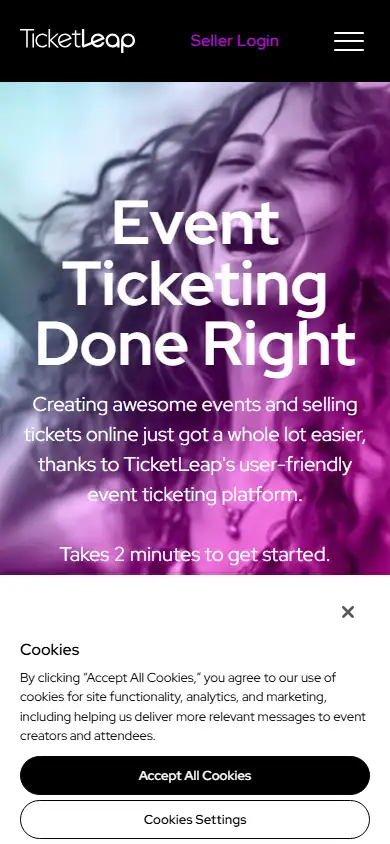 TicketLeap
Seller Login
Event
Ticketing
Done Right
Creating awesome events and selling
tickets online just got a whole lot easier,
thanks to TicketLeap's user-friendly
event ticketing platform.
Takes 2 minutes to get started.
Cookies
By clicking “Accept All Cookies,” you agree to our use of
cookies for site functionality, analytics, and marketing,
including helping us deliver more relevant messages to event
creators and attendees.
Accept All Cookies
Cookies Settings